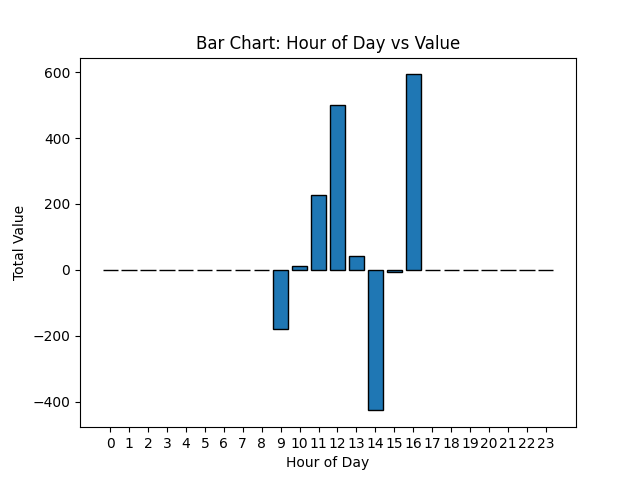 Bar Chart: Hour of Day vs Value
600
400
200
0
−200
−400
Total Value
0 1 2 3 4 5 6 7 8 9 10 11 12 13 14 15 16 17 18 19 20 21 22 23
Hour of Day